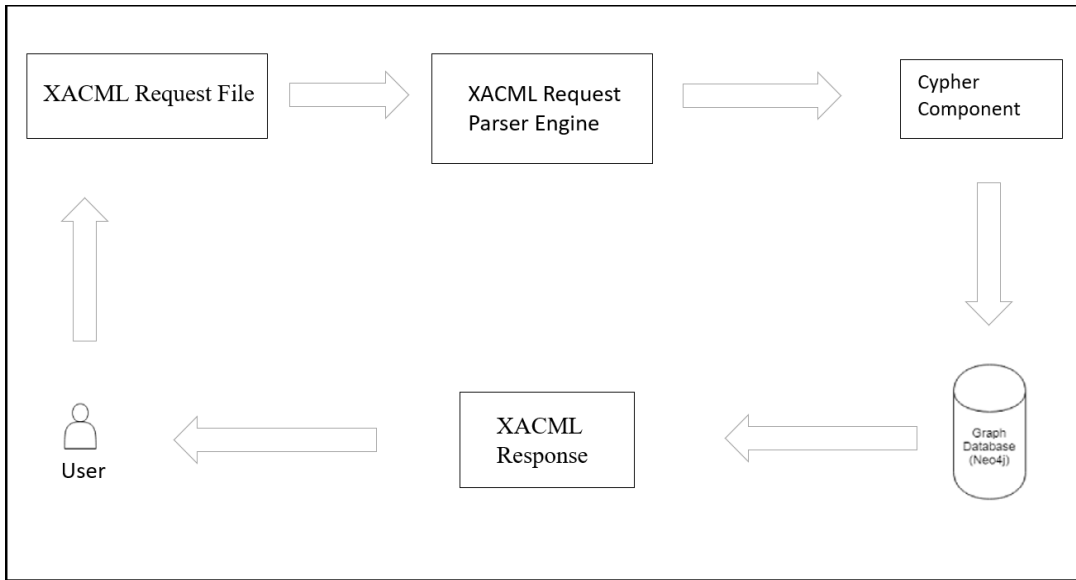 XACML Request File
XACML Request
Parser Engine
Cypher
Component
User
XACML
Response
Graph
Database
(Neo4j)